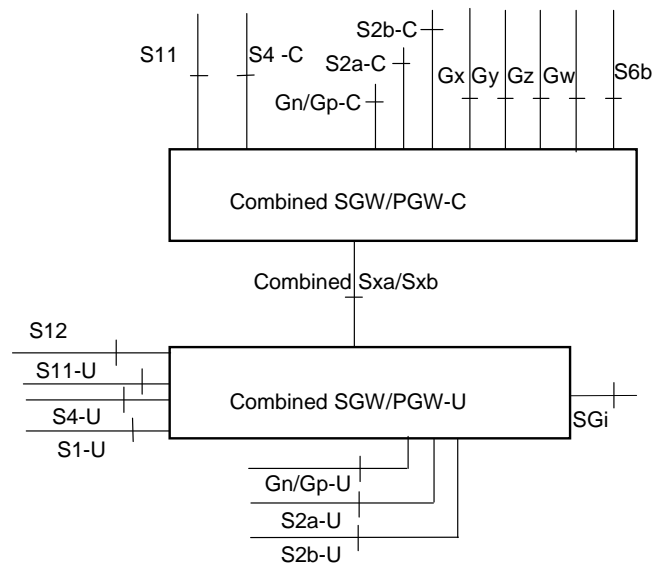 S2b-C
S11
S4 -C
S2a-C
Gx
Gy
Gz
Gw
S6b
Gn/Gp-C
Combined SGW/PGW-C
Combined Sxa/Sxb
S12
S11-U
S4-U
S1-U
Combined SGW/PGW-U
SGi
Gn/Gp-U
S2a-U
S2b-U